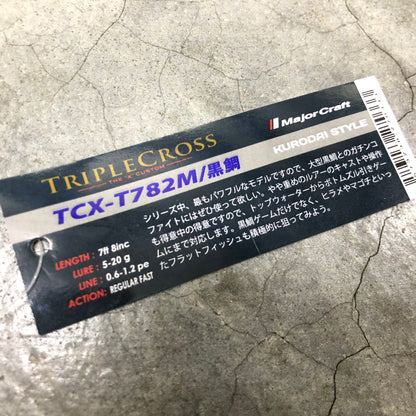 TRIPLECROSS
THE "X" CUSTOM
MajorCraft
TCX-T782M/黒鯛
KURODAI STYLE
LENGTH : 7ft 8inc
LURE : 5-20 g
LINE : 0.6-1.2 pe
ACTION: REGULAR FAST
シリーズ中、最もパワフルなモデルですので、大型黒鯛とのガチンコ
ファイトにはぜひ使って欲しい。やや重めのルアーのキャストや操作
も得意中の得意ですので、トップウォーターからボトムズル引きゲー
ムにまで対応します。黒鯛ゲームだけでなく、ヒラメやマゴチといっ
たフラットフィッシュも積極的に狙ってみよう。